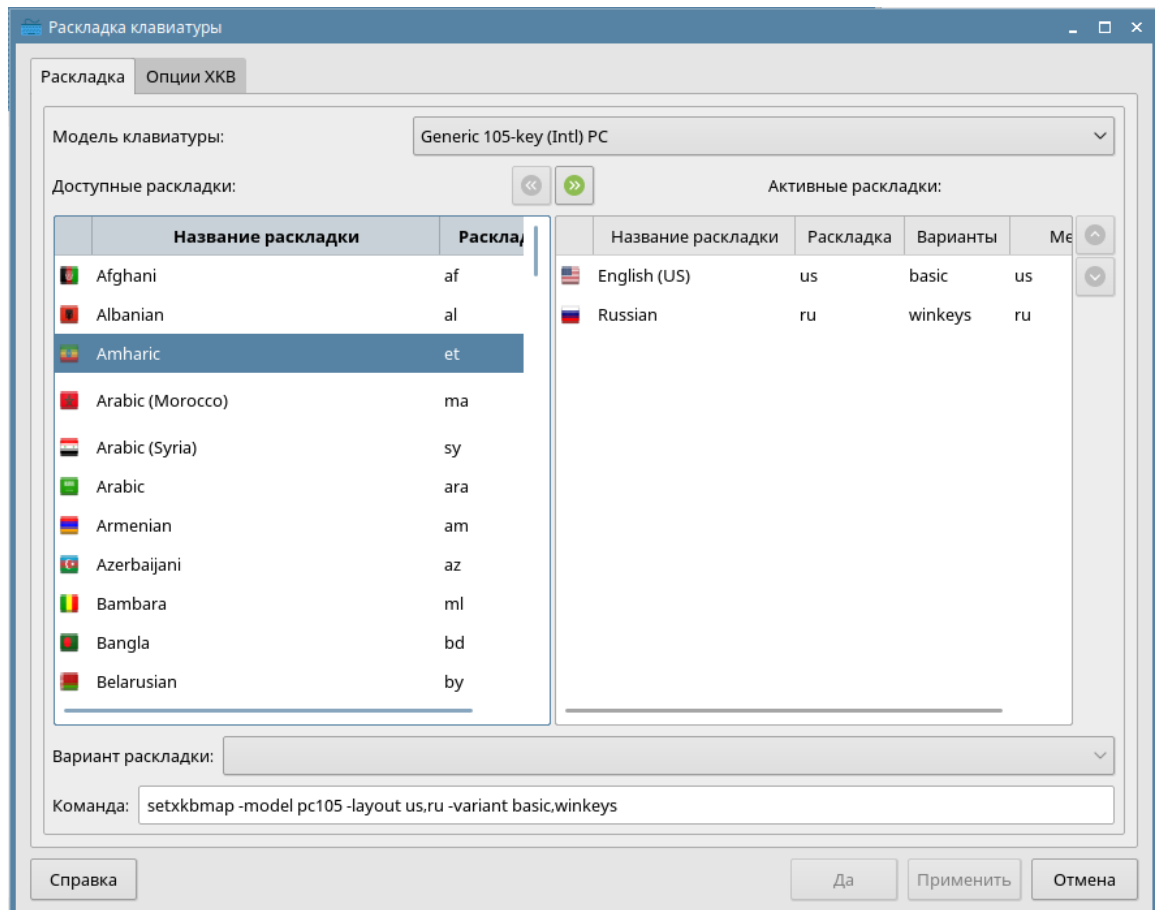 Раскладка клавиатуры
Раскладка Опции XKB
Модель клавиатуры: Generic 105-key (Intl) PC
Доступные раскладки: Активные раскладки:
Название раскладки Расклад Название раскладки Раскладка Варианты Ме
Afghani af English (US) us basic us
Albanian al Russian ru winkeys ru
Amharic et
Arabic (Morocco) ma
Arabic (Syria) sy
Arabic ara
Armenian am
Azerbaijani az
Bambara ml
Bangla bd
Belarusian by
Вариант раскладки:
Команда: setxkbmap -model pc105 -layout us,ru -variant basic,winkeys
Справка Да Применить Отмена